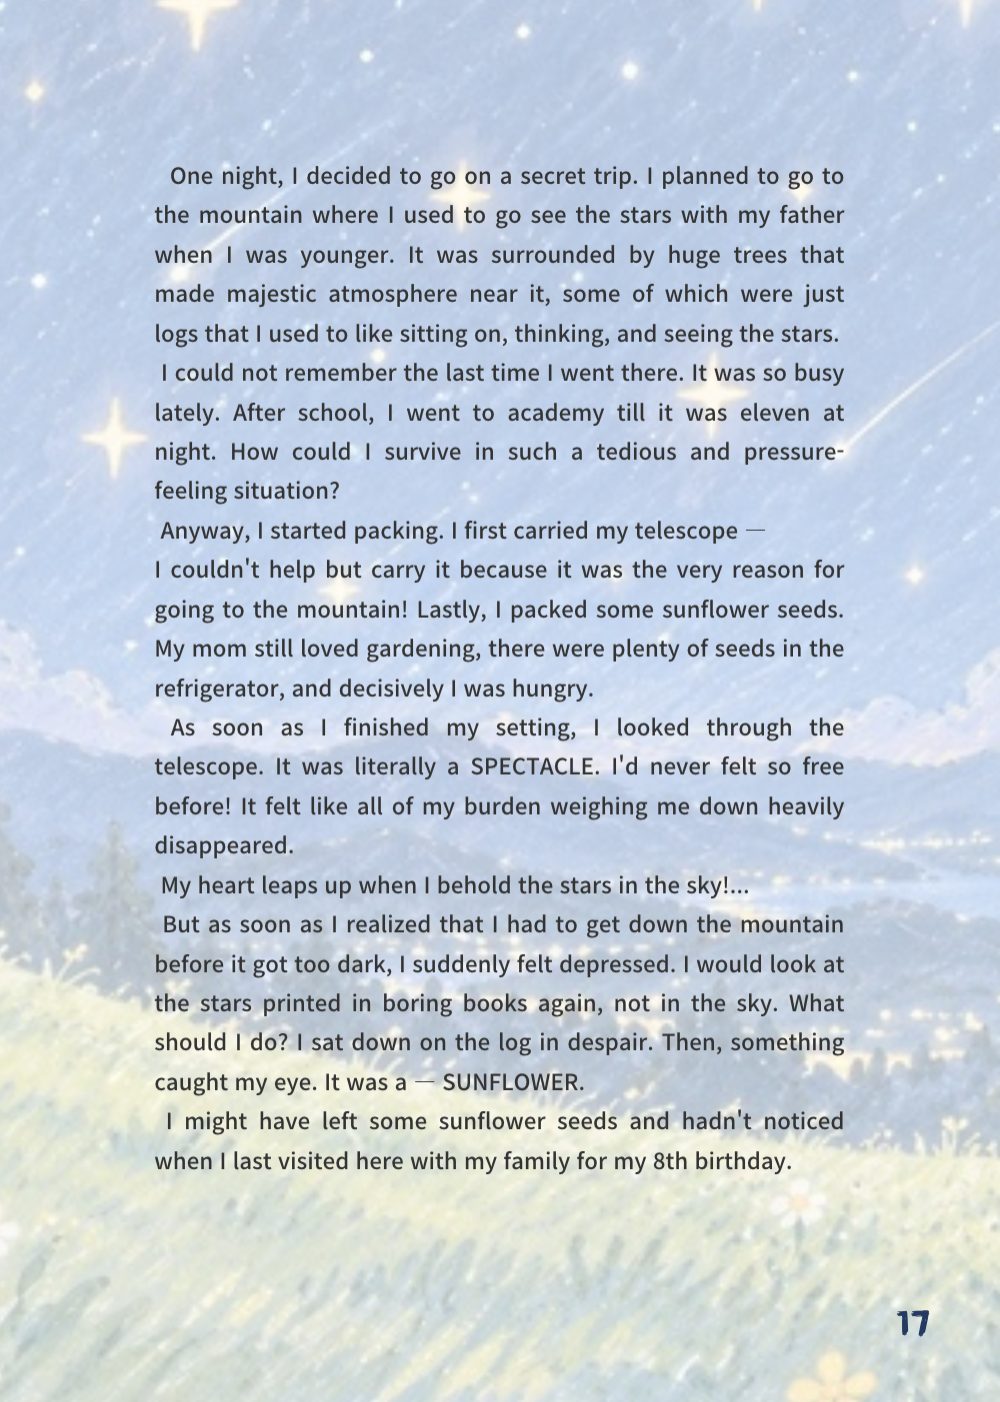 One night, I decided to go on a secret trip. I planned to go to
the mountain where I used to go see the stars with my father
when I was younger. It was surrounded by huge trees that
made majestic atmosphere near it, some of which were just
logs that I used to like sitting on, thinking, and seeing the stars.
I could not remember the last time I went there. It was so busy
lately. After school, I went to academy till it was eleven at
night. How could I survive in such a tedious and pressure-
feeling situation?
Anyway, I started packing. I first carried my telescope —
I couldn't help but carry it because it was the very reason for
going to the mountain! Lastly, I packed some sunflower seeds.
My mom still loved gardening, there were plenty of seeds in the
refrigerator, and decisively I was hungry.
As soon as I finished my setting, I looked through the
telescope. It was literally a SPECTACLE. I'd never felt so free
before! It felt like all of my burden weighing me down heavily
disappeared.
My heart leaps up when I behold the stars in the sky!...
But as soon as I realized that I had to get down the mountain
before it got too dark, I suddenly felt depressed. I would look at
the stars printed in boring books again, not in the sky. What
should I do? I sat down on the log in despair. Then, something
caught my eye. It was a — SUNFLOWER.
I might have left some sunflower seeds and hadn't noticed
when I last visited here with my family for my 8th birthday.
17